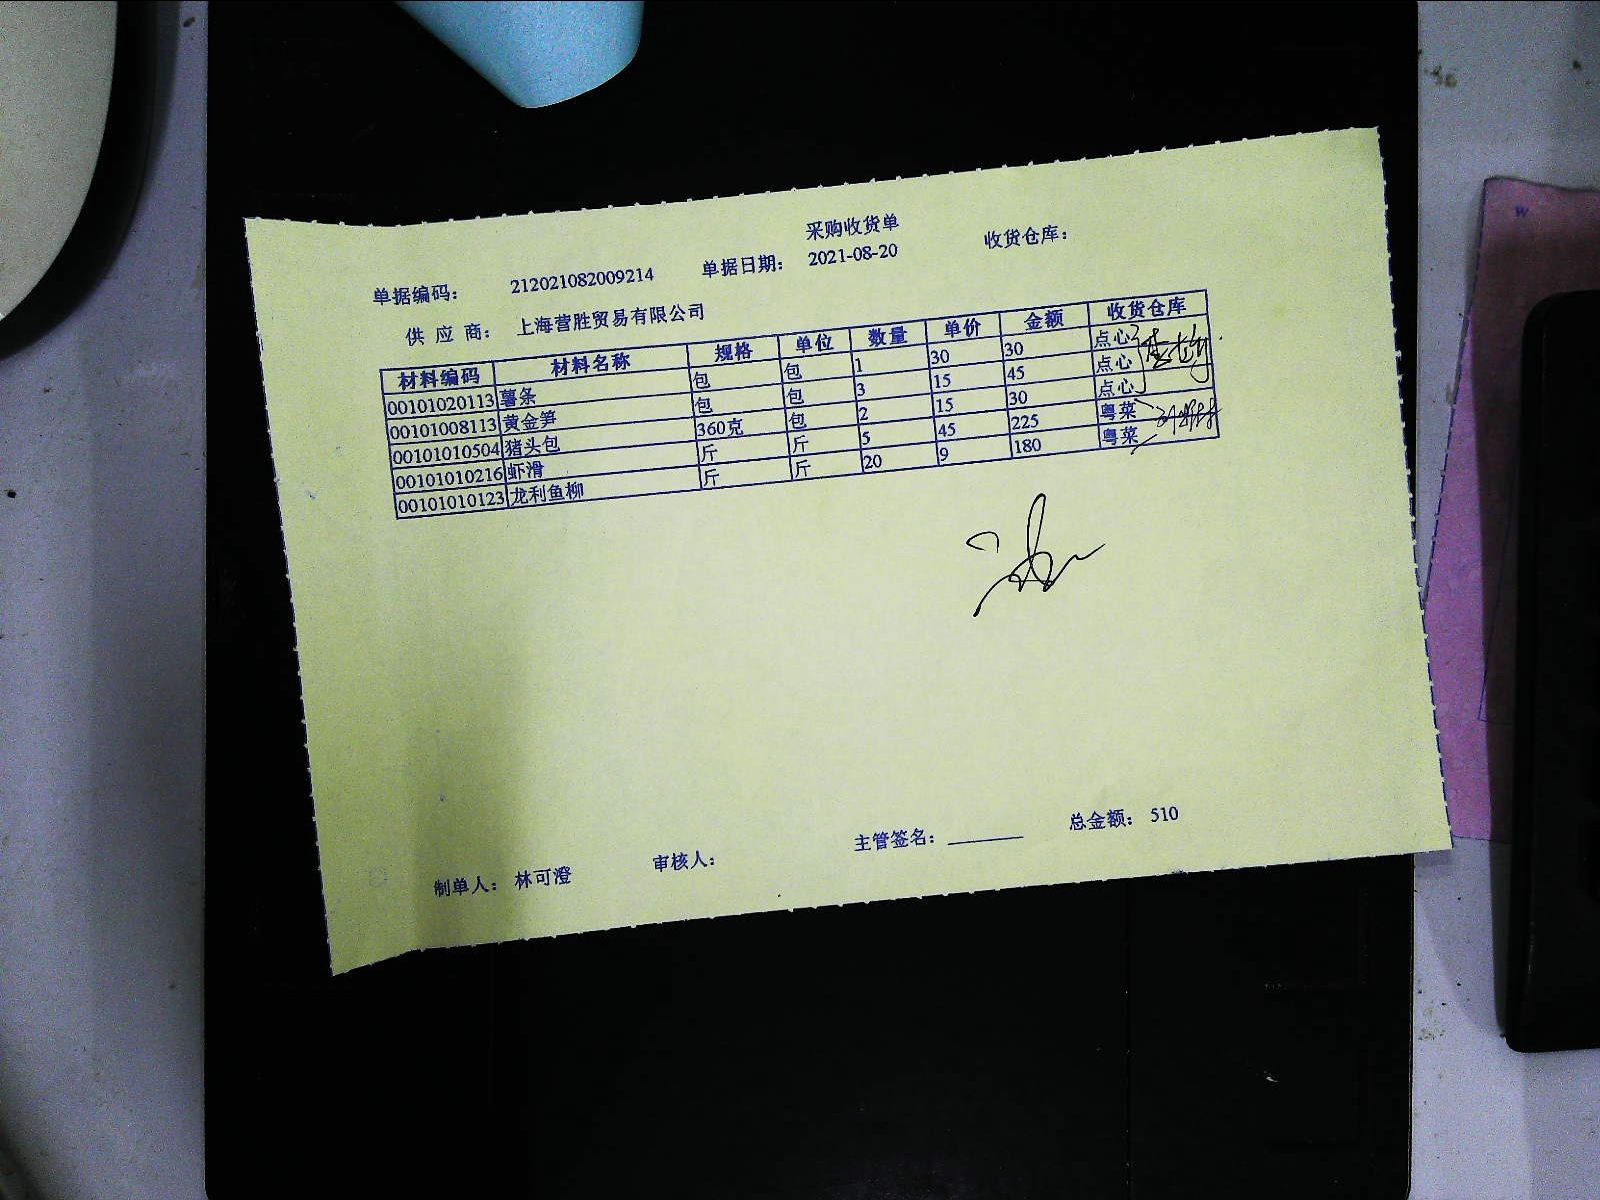 采购收货单
单据编码： 212021082009214 单据日期： 2021-08-20 收货仓库：
供 应 商： 上海营胜贸易有限公司
材料编码 材料名称 规格 单位 数量 单价 金额 收货仓库
00101020113 薯条 包 包 1 30 30 点心
00101008113 黄金笋 包 包 3 15 45 点心
00101010504 猪头包 360克 包 2 15 30 点心
00101010216 虾滑 斤 斤 5 45 225 粤菜
00101010123 龙利鱼柳 斤 斤 20 9 180 粤菜
制单人： 林可澄 审核人： 主管签名： 总金额： 510